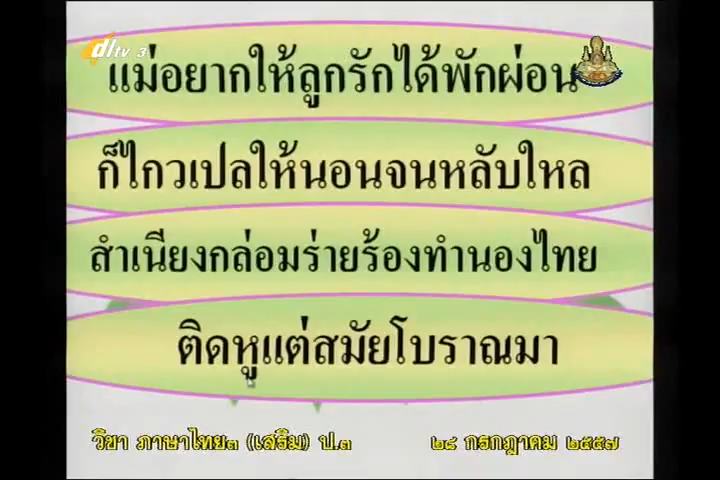 dltv 3
แม่อยากให้ลูกรักได้พักผ่อน
ก็ไกวเปลให้นอนจนหลับใหล
สำเนียงกล่อมร่ายร้องทำนองไทย
ติดหูแต่สมัยโบราณมา
วิชา ภาษาไทย๓ (เสริม) ป.๓ ๒๘ กรกฎาคม ๒๕๕๗